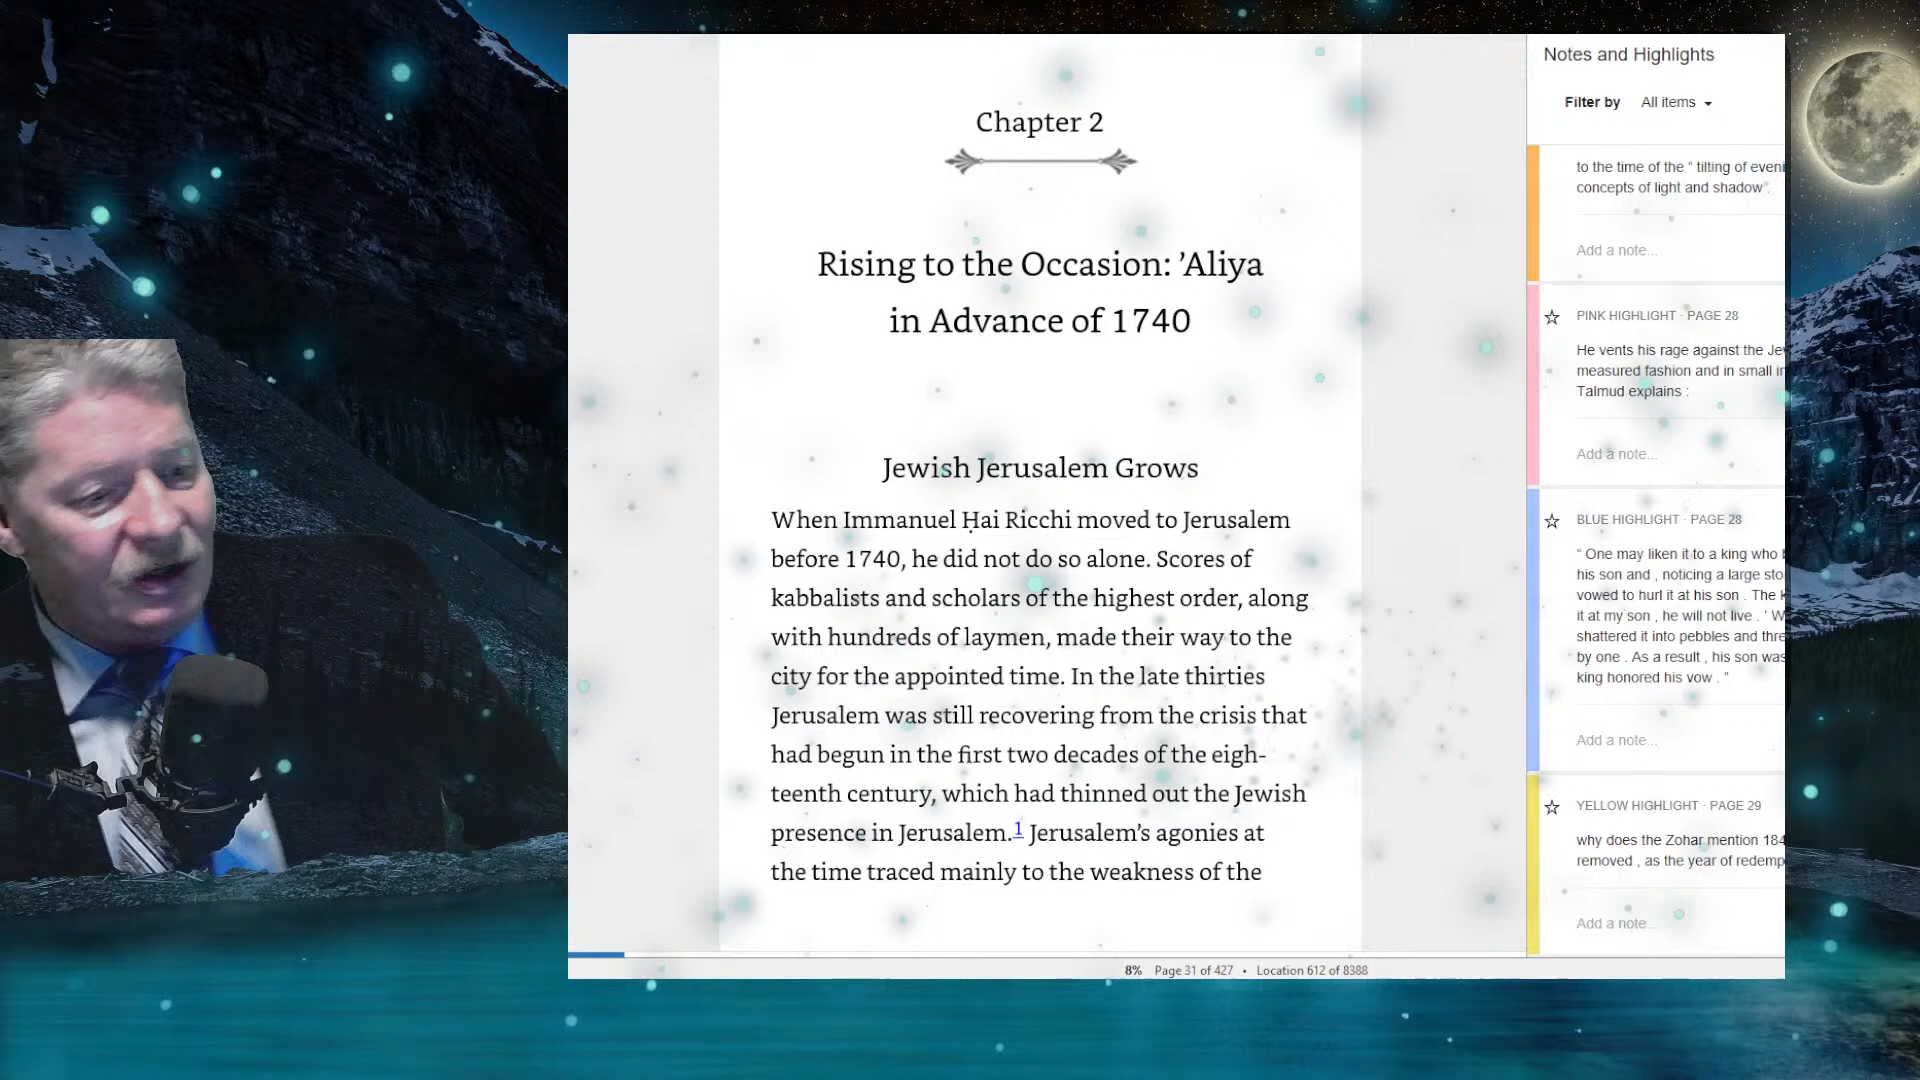 Chapter 2
Rising to the Occasion: ’Aliya
in Advance of 1740
Jewish Jerusalem Grows
When Immanuel Ḥai Ricchi moved to Jerusalem
before 1740, he did not do so alone. Scores of
kabbalists and scholars of the highest order, along
with hundreds of laymen, made their way to the
city for the appointed time. In the late thirties
Jerusalem was still recovering from the crisis that
had begun in the first two decades of the eigh-
teenth century, which had thinned out the Jewish
presence in Jerusalem.1 Jerusalem’s agonies at
the time traced mainly to the weakness of the
8% Page 31 of 427 • Location 612 of 8388
Notes and Highlights
Filter by All items
to the time of the “ tilting of eveni
concepts of light and shadow”.
Add a note...
PINK HIGHLIGHT · PAGE 28
He vents his rage against the Je
measured fashion and in small
Talmud explains :
Add a note...
BLUE HIGHLIGHT · PAGE 28
“ One may liken it to a king who
his son and , noticing a large sto
vowed to hurl it at his son . The
it at my son , he will not live . ’ W
shattered it into pebbles and thre
by one . As a result , his son was
king honored his vow . ”
Add a note...
YELLOW HIGHLIGHT · PAGE 29
why does the Zohar mention 184
removed , as the year of redemp
Add a note...